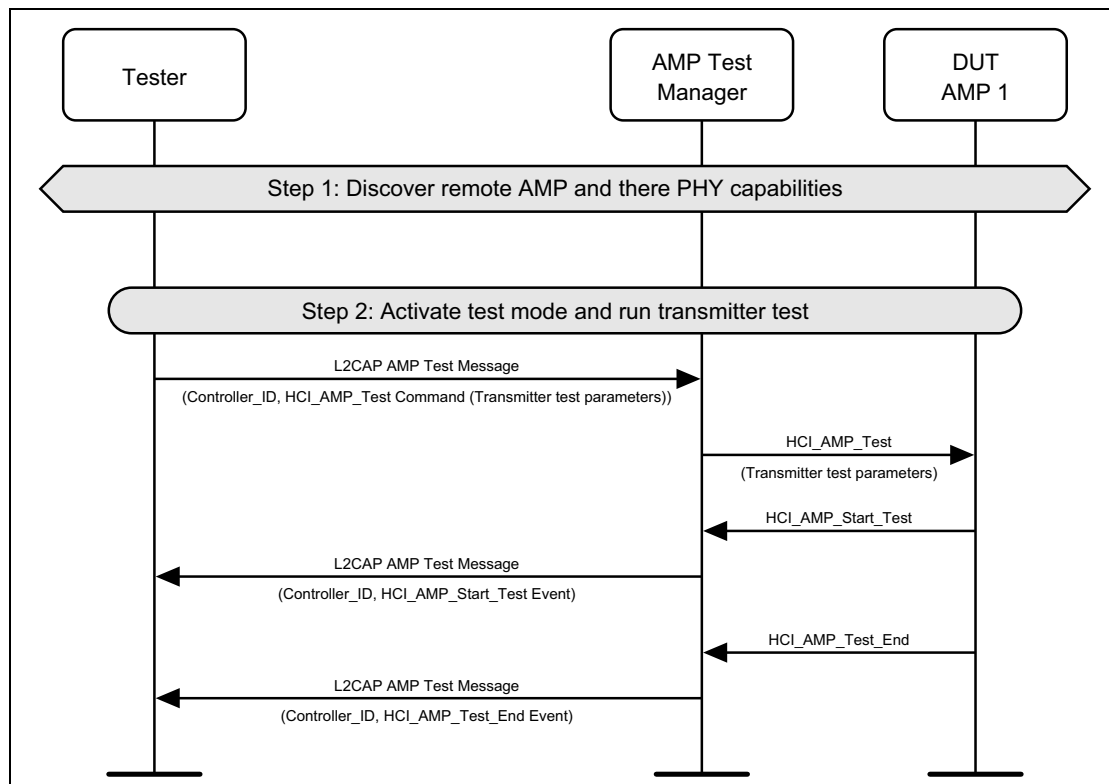 Tester
AMP Test
Manager
DUT
AMP 1
Step 1: Discover remote AMP and there PHY capabilities
Step 2: Activate test mode and run transmitter test
L2CAP AMP Test Message
(Controller_ID, HCI_AMP_Test Command (Transmitter test parameters))
HCI_AMP_Test
(Transmitter test parameters)
HCI_AMP_Start_Test
L2CAP AMP Test Message
(Controller_ID, HCI_AMP_Start_Test Event)
HCI_AMP_Test_End
L2CAP AMP Test Message
(Controller_ID, HCI_AMP_Test_End Event)